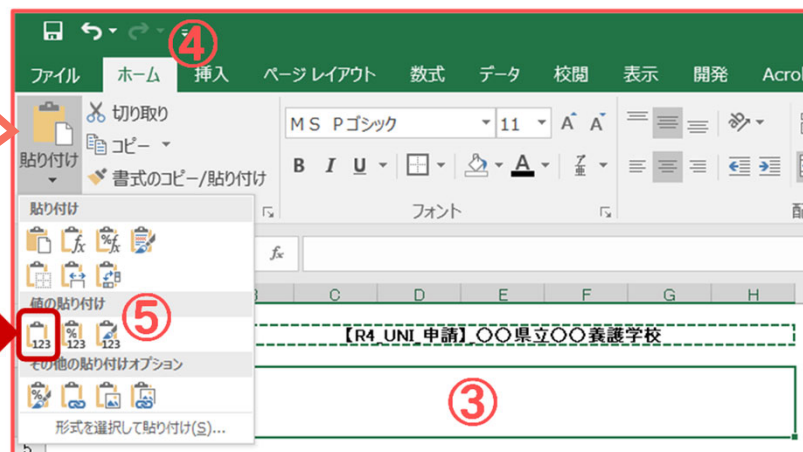 ④
ファイル ホーム 挿入 ページ レイアウト 数式 データ 校閲 表示 開発 Acro
切り取り
コピー
書式のコピー/貼り付け
貼り付け
ＭＳ Ｐゴシック 11 A A
B I U A
フォント
貼り付け
fx
値の貼り付け
⑤
123 123 123
その他の貼り付けオプション
形式を選択して貼り付け(S)...
C D E F G H
【R4_UNI_申請】〇〇県立〇〇養護学校
③
5